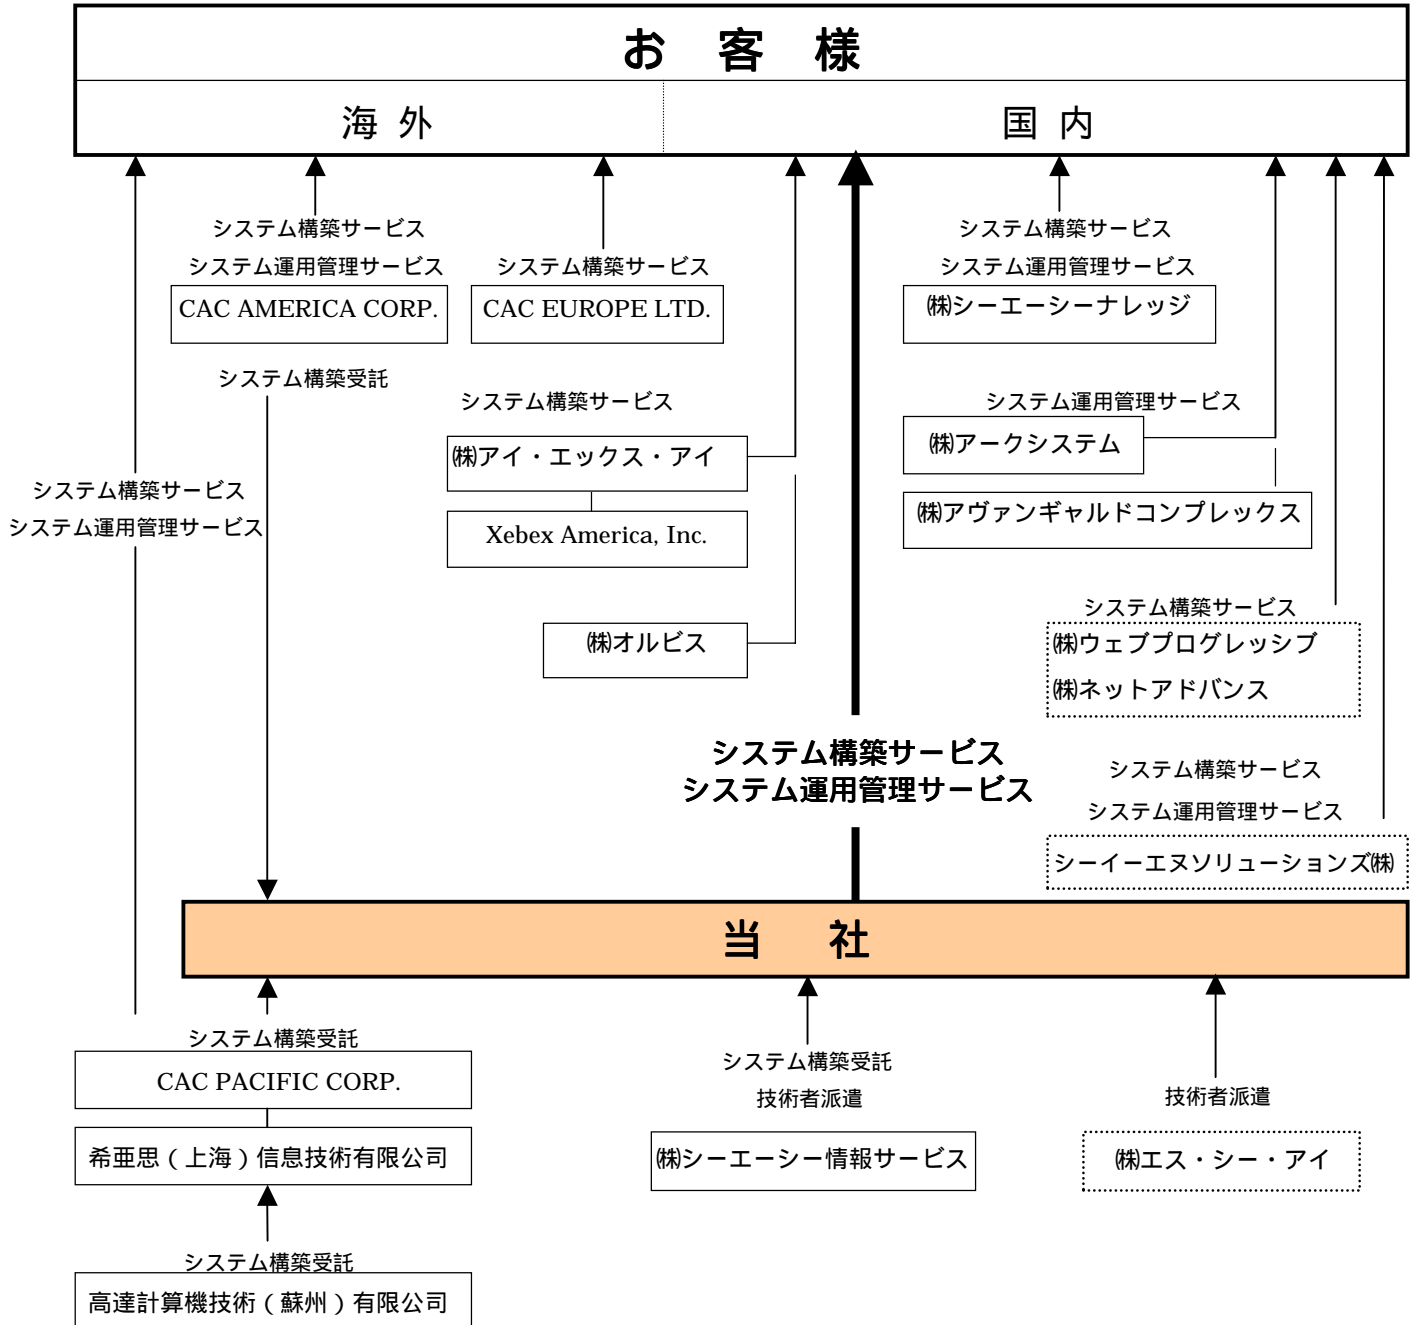 お 客 様
海 外
国 内
システム構築サービス
システム運用管理サービス
CAC AMERICA CORP.
システム構築サービス
CAC EUROPE LTD.
システム構築サービス
システム運用管理サービス
㈱シーエーシーナレッジ
システム構築受託
システム構築サービス
㈱アイ・エックス・アイ
Xebex America, Inc.
㈱オルビス
システム運用管理サービス
㈱アークシステム
㈱アヴァンギャルドコンプレックス
システム構築サービス
システム運用管理サービス
システム構築サービス
㈱ウェブプログレッシブ
㈱ネットアドバンス
システム構築サービス
システム運用管理サービス
システム構築サービス
システム運用管理サービス
シーイーエヌソリューションズ㈱
当 社
システム構築受託
CAC PACIFIC CORP.
希亜思（上海）信息技術有限公司
システム構築受託
高達計算機技術（蘇州）有限公司
システム構築受託
技術者派遣
㈱シーエーシー情報サービス
技術者派遣
㈱エス・シー・アイ